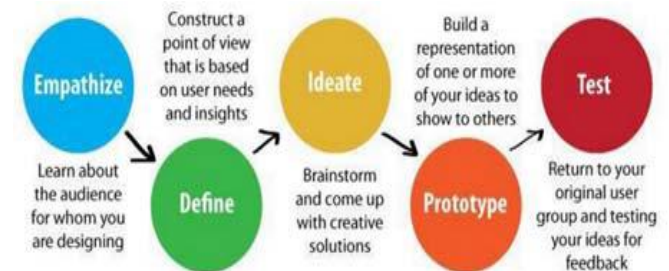 Empathize
Learn about
the audience
for whom you
are designing
Construct a
point of view
that is based
on user needs
and insights
Define
Ideate
Brainstorm
and come up
with creative
solutions
Build a
representation
of one or more
of your ideas to
show to others
Prototype
Test
Return to your
original user
group and testing
your ideas for
feedback